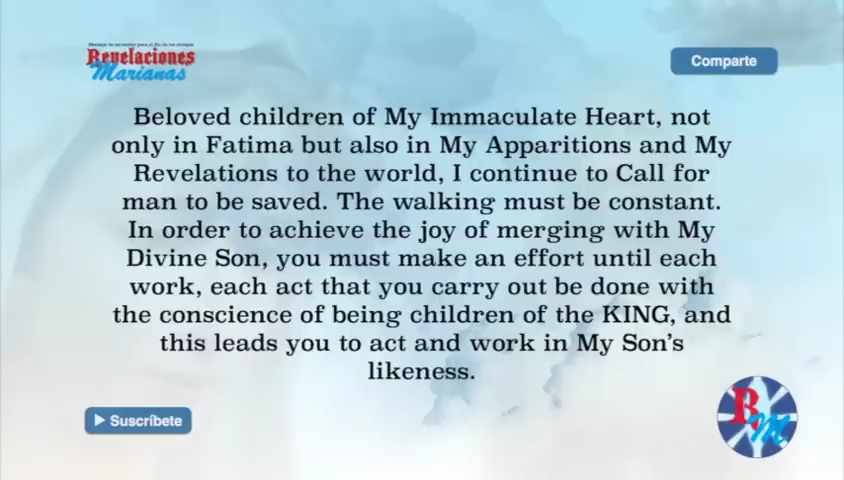 Revelaciones
Marianas
Comparte
Beloved children of My Immaculate Heart, not
only in Fatima but also in My Apparitions and My
Revelations to the world, I continue to Call for
man to be saved. The walking must be constant.
In order to achieve the joy of merging with My
Divine Son, you must make an effort until each
work, each act that you carry out be done with
the conscience of being children of the KING, and
this leads you to act and work in My Son's
likeness.
Suscríbete
RM